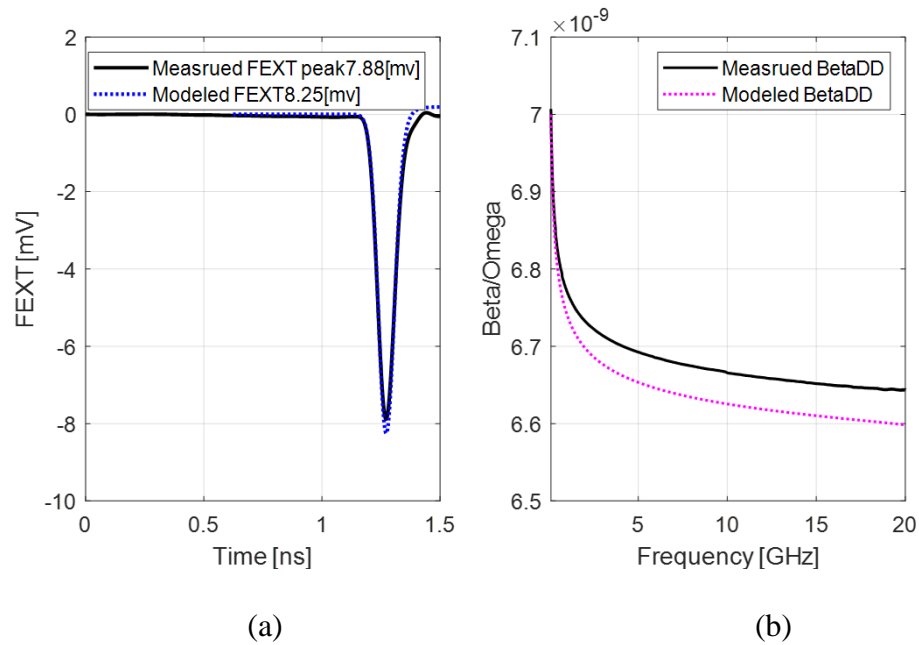 2
0
-2
-4
-6
-8
-10
FEXT [mV]
Measrued FEXT peak7.88[mv]
Modeled FEXT8.25[mv]
0
0.5
1
1.5
Time [ns]
(a)
×10⁻⁹
7.1
7
6.9
6.8
6.7
6.6
6.5
Beta/Omega
Measrued BetaDD
Modeled BetaDD
5
10
15
20
Frequency [GHz]
(b)